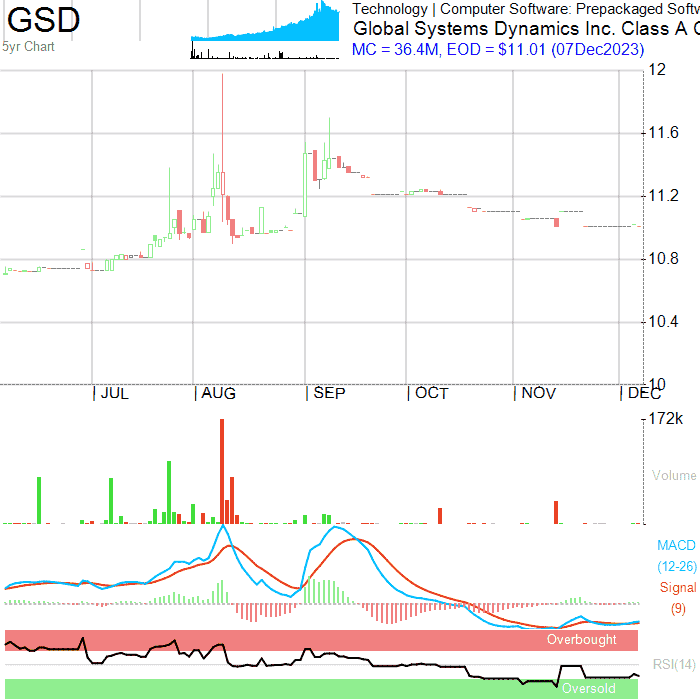 GSD
5yr Chart
Technology | Computer Software: Prepackaged Softw
Global Systems Dynamics Inc. Class A C
MC = 36.4M, EOD = $11.01 (07Dec2023)
12
11.6
11.2
10.8
10.4
10
| JUL | AUG | SEP | OCT | NOV | DEC
172k
Volume
MACD
(12-26)
Signal
(9)
Overbought
RSI(14)
Oversold